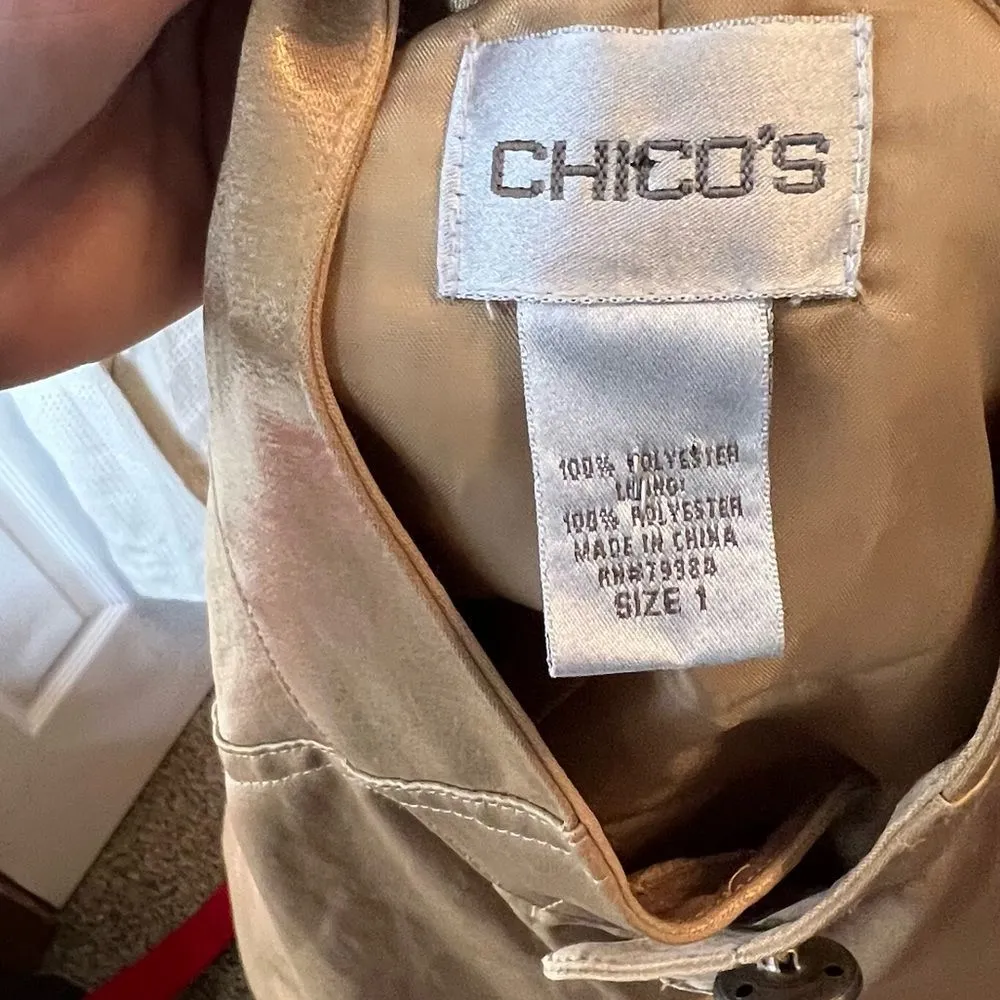 CHICO'S
100% POLYESTER
LINING:
100% POLYESTER
MADE IN CHINA
RN#79984
SIZE 1